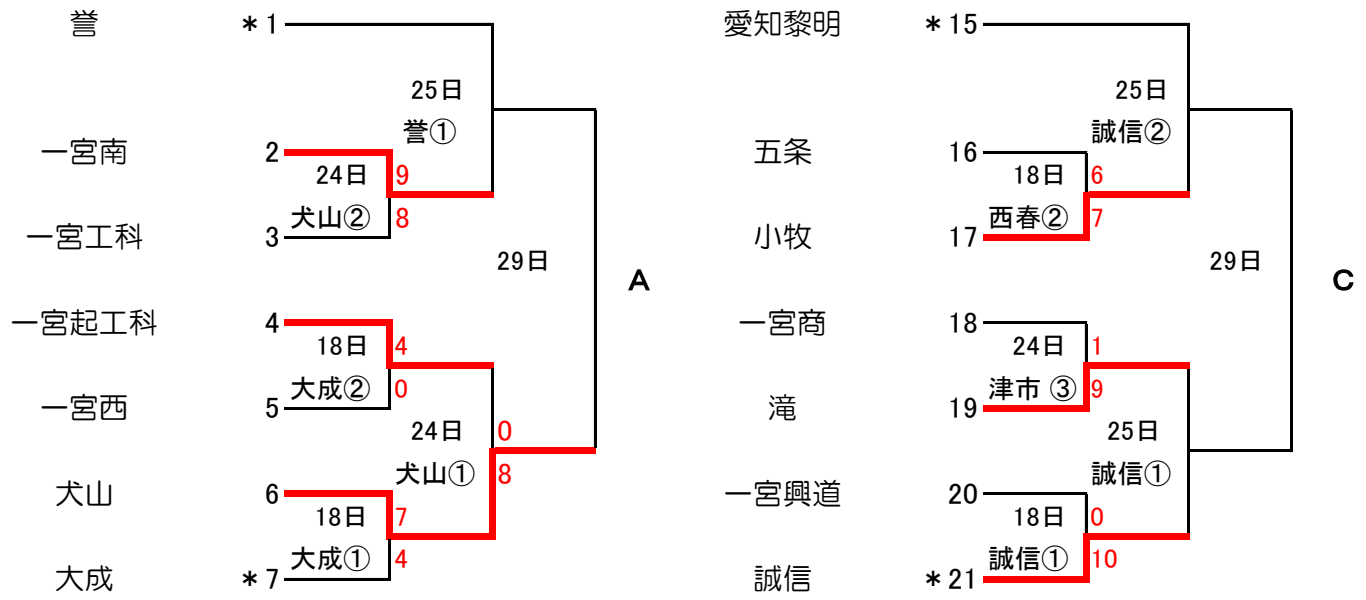 誉 *1
25日
誉①
一宮南 2
24日 9
犬山② 8
一宮工科 3
29日
A
一宮起工科 4
18日 4
大成② 0
一宮西 5
24日 0
犬山① 8
犬山 6
18日 7
大成① 4
大成 *7
愛知黎明 *15
25日
誠信②
五条 16
18日 6
西春② 7
小牧 17
29日
C
一宮商 18
24日 1
津市 ③ 9
滝 19
25日
誠信①
一宮興道 20
18日 0
誠信① 10
誠信 *21